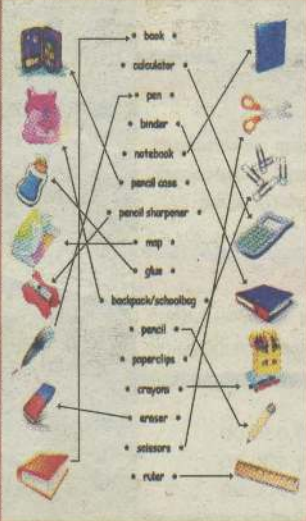 book
calculator
pen
binder
notebook
pencil case
pencil sharpener
map
glue
backpack/schoolbag
pencil
paperclips
crayons
eraser
scissors
ruler